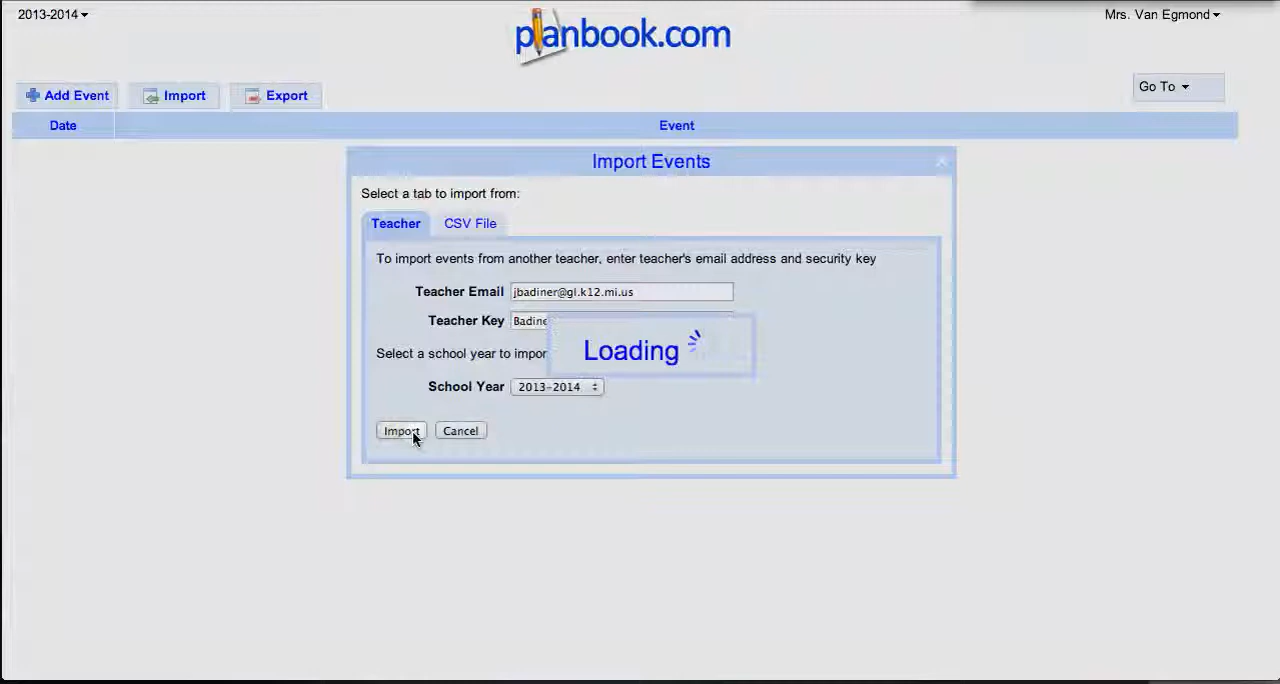 2013-2014
Mrs. Van Egmond
planbook.com
Add Event
Import
Export
Go To
Date
Event
Import Events
Select a tab to import from:
Teacher
CSV File
To import events from another teacher, enter teacher's email address and security key
Teacher Email
jbadiner@gl.k12.mi.us
Teacher Key
Badine
Loading
Select a school year to impor
School Year
2013-2014
Import
Cancel